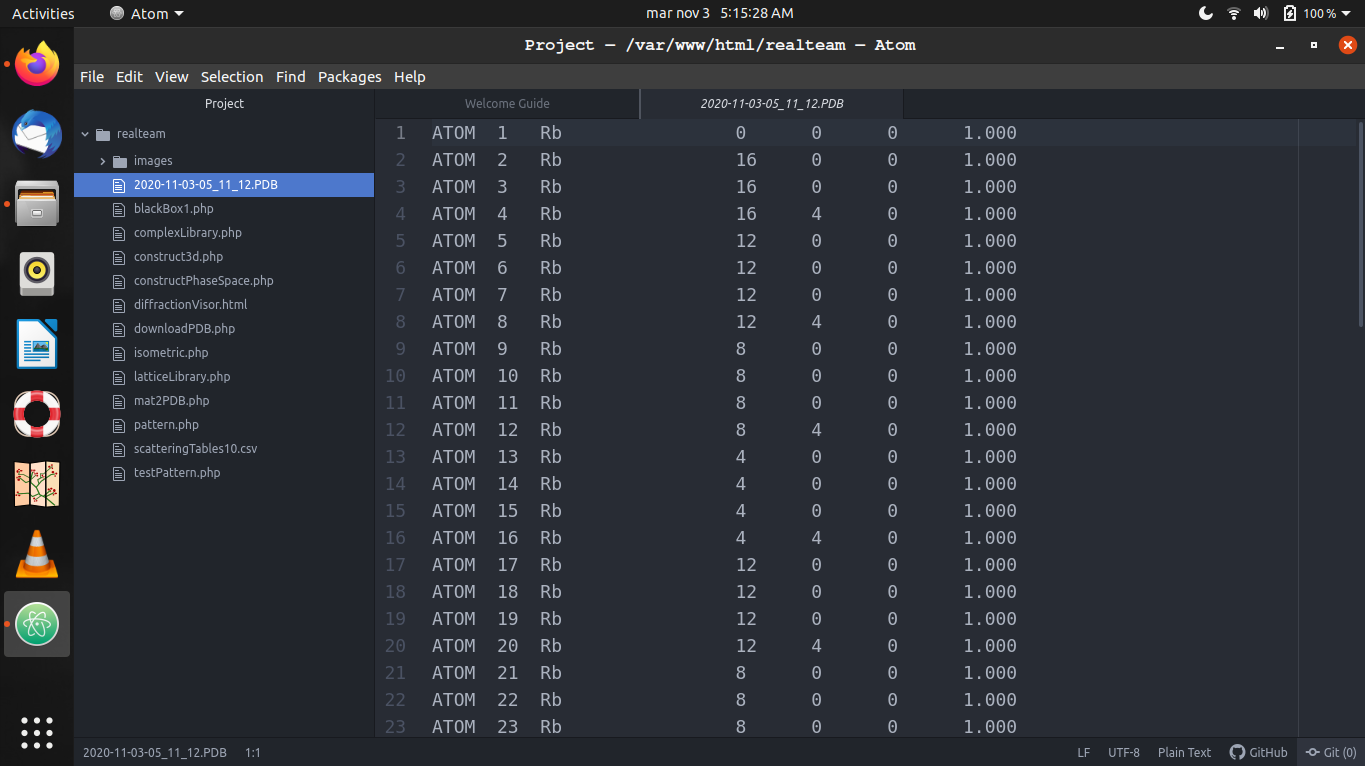 Activities Atom mar nov 3 5:15:28 AM 100 %
Project — /var/www/html/realteam — Atom
File Edit View Selection Find Packages Help
Project
realteam
images
2020-11-03-05_11_12.PDB
blackBox1.php
complexLibrary.php
construct3d.php
constructPhaseSpace.php
diffractionVisor.html
downloadPDB.php
isometric.php
latticeLibrary.php
mat2PDB.php
pattern.php
scatteringTables10.csv
testPattern.php
Welcome Guide 2020-11-03-05_11_12.PDB
1 ATOM 1 Rb 0 0 0 1.000
2 ATOM 2 Rb 16 0 0 1.000
3 ATOM 3 Rb 16 0 0 1.000
4 ATOM 4 Rb 16 4 0 1.000
5 ATOM 5 Rb 12 0 0 1.000
6 ATOM 6 Rb 12 0 0 1.000
7 ATOM 7 Rb 12 0 0 1.000
8 ATOM 8 Rb 12 4 0 1.000
9 ATOM 9 Rb 8 0 0 1.000
10 ATOM 10 Rb 8 0 0 1.000
11 ATOM 11 Rb 8 0 0 1.000
12 ATOM 12 Rb 8 4 0 1.000
13 ATOM 13 Rb 4 0 0 1.000
14 ATOM 14 Rb 4 0 0 1.000
15 ATOM 15 Rb 4 0 0 1.000
16 ATOM 16 Rb 4 4 0 1.000
17 ATOM 17 Rb 12 0 0 1.000
18 ATOM 18 Rb 12 0 0 1.000
19 ATOM 19 Rb 12 0 0 1.000
20 ATOM 20 Rb 12 4 0 1.000
21 ATOM 21 Rb 8 0 0 1.000
22 ATOM 22 Rb 8 0 0 1.000
23 ATOM 23 Rb 8 0 0 1.000
2020-11-03-05_11_12.PDB 1:1 LF UTF-8 Plain Text GitHub Git (0)